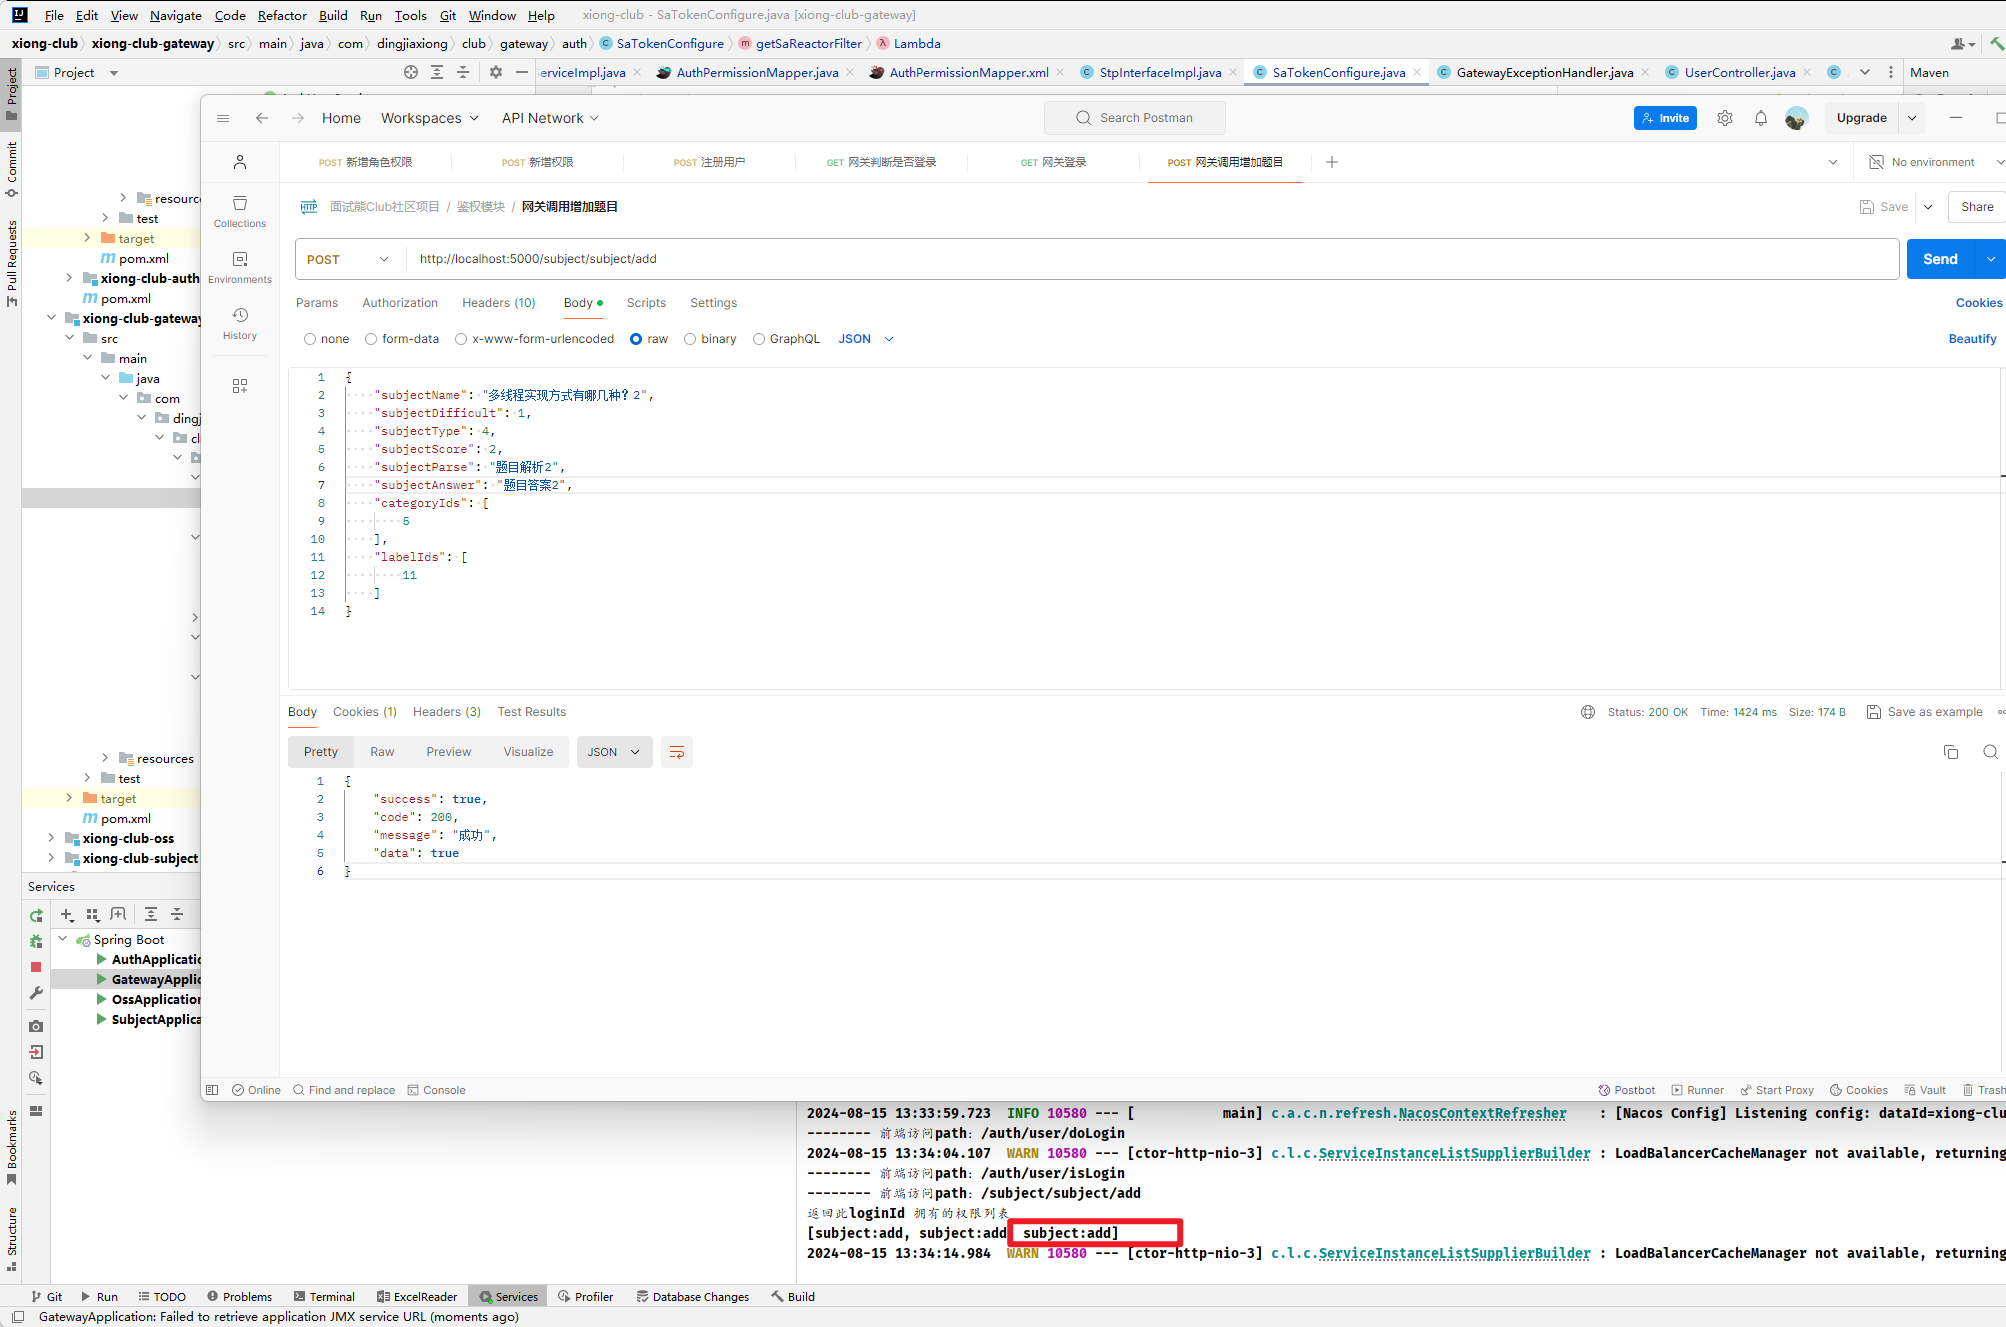 File Edit View Navigate Code Refactor Build Run Tools Git Window Help xiong-club - SaTokenConfigure.java [xiong-club-gateway]
xiong-club xiong-club-gateway src main java com dingjiaxiong club gateway auth SaTokenConfigure getSaReactorFilter Lambda
Project erviceImpl.java AuthPermissionMapper.java AuthPermissionMapper.xml StpInterfaceImpl.java SaTokenConfigure.java GatewayExceptionHandler.java UserController.java Maven
Project
Commit
Pull Requests
Bookmarks
Structure
resourc
test
target
pom.xml
xiong-club-auth
pom.xml
xiong-club-gateway
src
main
java
com
dingj
cl
resources
test
target
pom.xml
xiong-club-oss
xiong-club-subject
Services
Spring Boot
AuthApplicatio
GatewayApplic
OssApplication
SubjectApplica
Home Workspaces API Network Search Postman Invite Upgrade
POST 新增角色权限 POST 新增权限 POST 注册用户 GET 网关判断是否登录 GET 网关登录 POST 网关调用增加题目 No environment
Collections
Environments
History
HTTP 面试熊Club社区项目 / 鉴权模块 / 网关调用增加题目 Save Share
POST http://localhost:5000/subject/subject/add Send
Params Authorization Headers (10) Body Scripts Settings Cookies
none form-data x-www-form-urlencoded raw binary GraphQL JSON Beautify
1 {
2 "subjectName": "多线程实现方式有哪几种？2",
3 "subjectDifficult": 1,
4 "subjectType": 4,
5 "subjectScore": 2,
6 "subjectParse": "题目解析2",
7 "subjectAnswer": "题目答案2",
8 "categoryIds": [
9 5
10 ],
11 "labelIds": [
12 11
13 ]
14 }
Body Cookies (1) Headers (3) Test Results Status: 200 OK Time: 1424 ms Size: 174 B Save as example
Pretty Raw Preview Visualize JSON
1 {
2 "success": true,
3 "code": 200,
4 "message": "成功",
5 "data": true
6 }
Online Find and replace Console Postbot Runner Start Proxy Cookies Vault Trash
2024-08-15 13:33:59.723 INFO 10580 --- [ main] c.a.c.n.refresh.NacosContextRefresher : [Nacos Config] Listening config: dataId=xiong-clu
-------- 前端访问path: /auth/user/doLogin
2024-08-15 13:34:04.107 WARN 10580 --- [ctor-http-nio-3] c.l.c.ServiceInstanceListSupplierBuilder : LoadBalancerCacheManager not available, returning
-------- 前端访问path: /auth/user/isLogin
-------- 前端访问path: /subject/subject/add
返回此loginId 拥有的权限列表
[subject:add, subject:add subject:add]
2024-08-15 13:34:14.984 WARN 10580 --- [ctor-http-nio-3] c.l.c.ServiceInstanceListSupplierBuilder : LoadBalancerCacheManager not available, returning
Git Run TODO Problems Terminal ExcelReader Services Profiler Database Changes Build
GatewayApplication: Failed to retrieve application JMX service URL (moments ago)